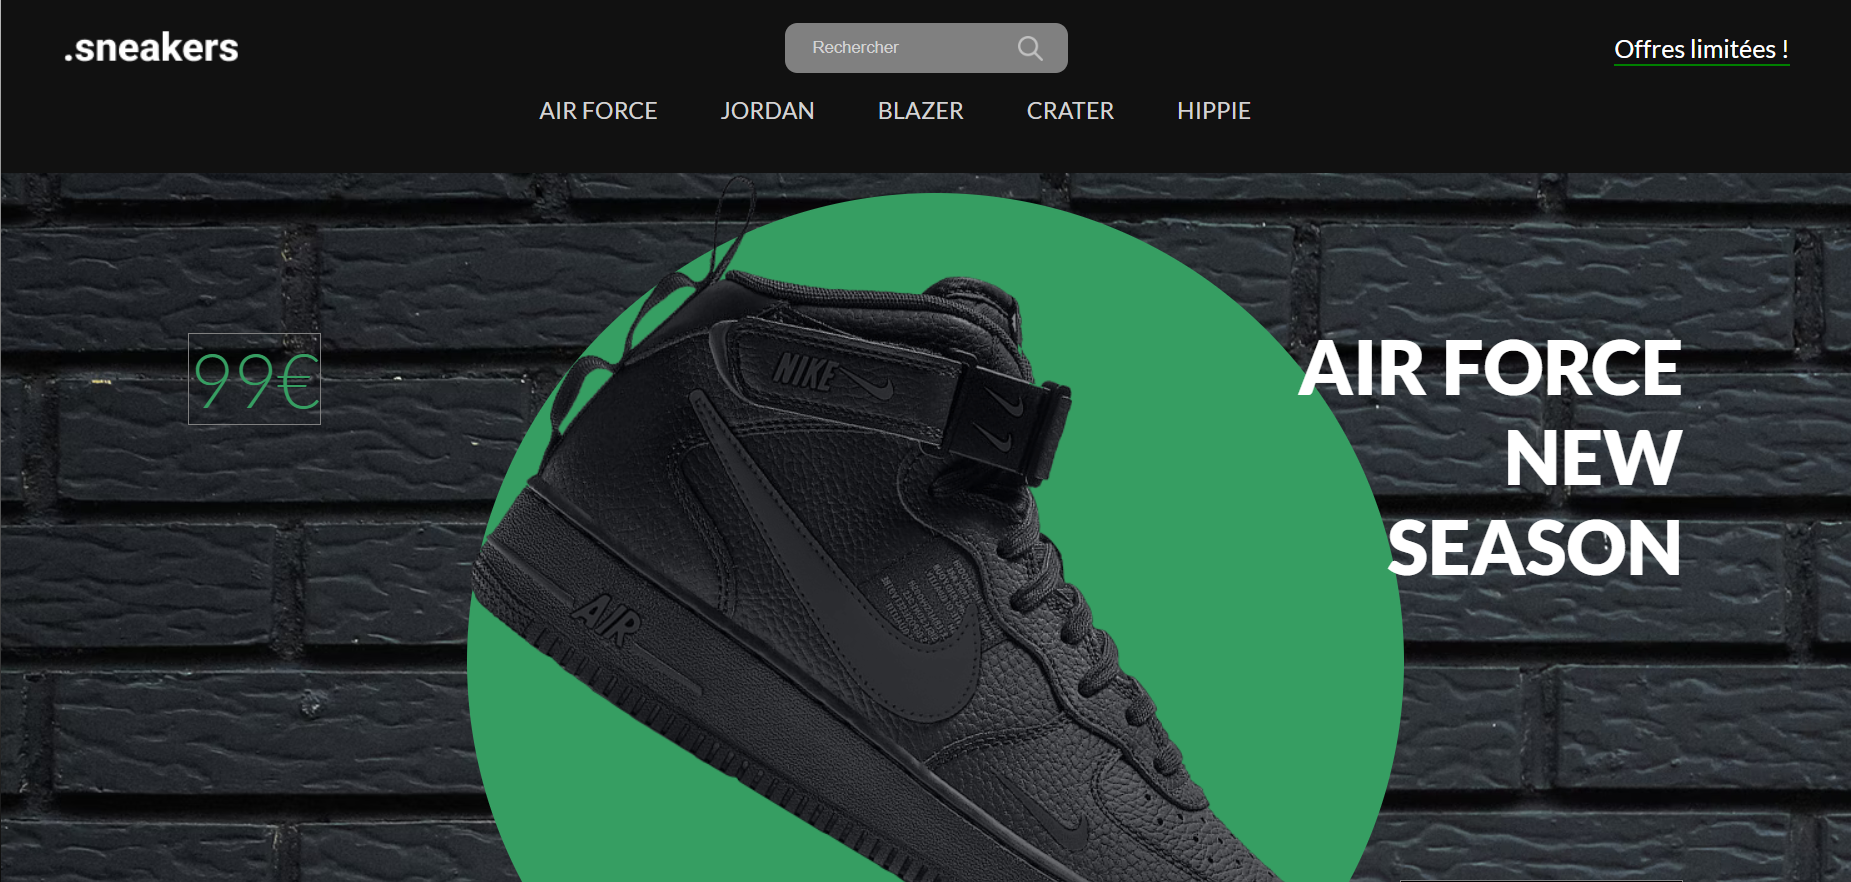 .sneakers
Rechercher
Offres limitées !
AIR FORCE
JORDAN
BLAZER
CRATER
HIPPIE
99€
AIR FORCE
NEW
SEASON
NIKE
AIR